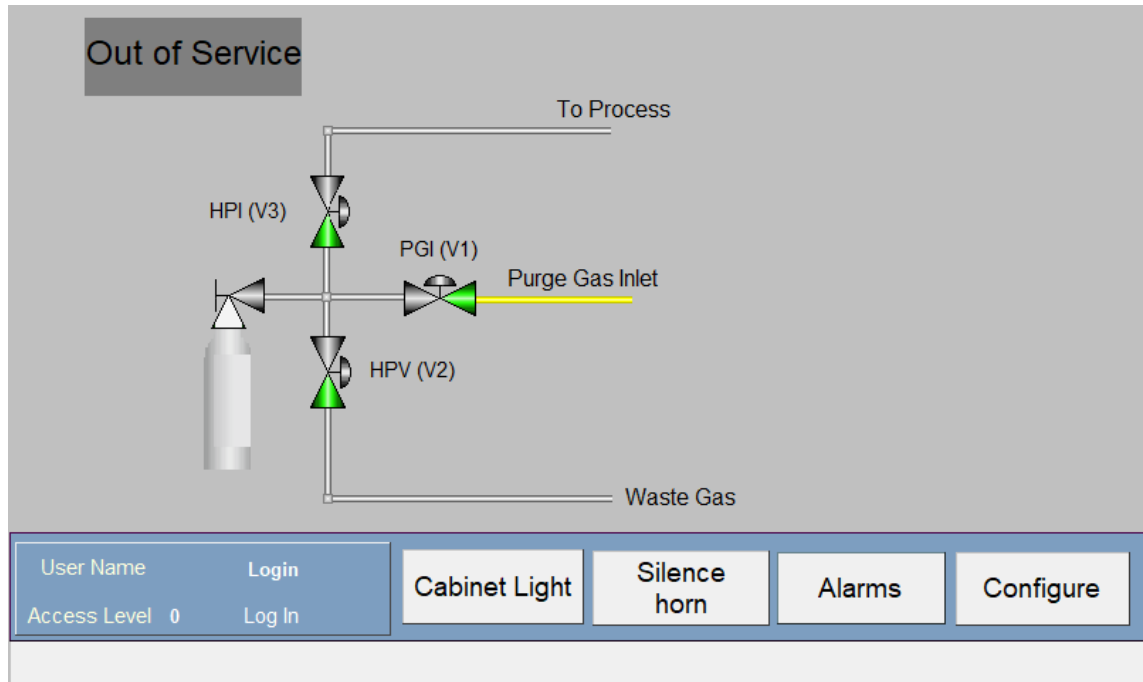 Out of Service
To Process
HPI (V3)
PGI (V1)
Purge Gas Inlet
HPV (V2)
Waste Gas
User Name
Login
Access Level 0
Log In
Cabinet Light
Silence
horn
Alarms
Configure